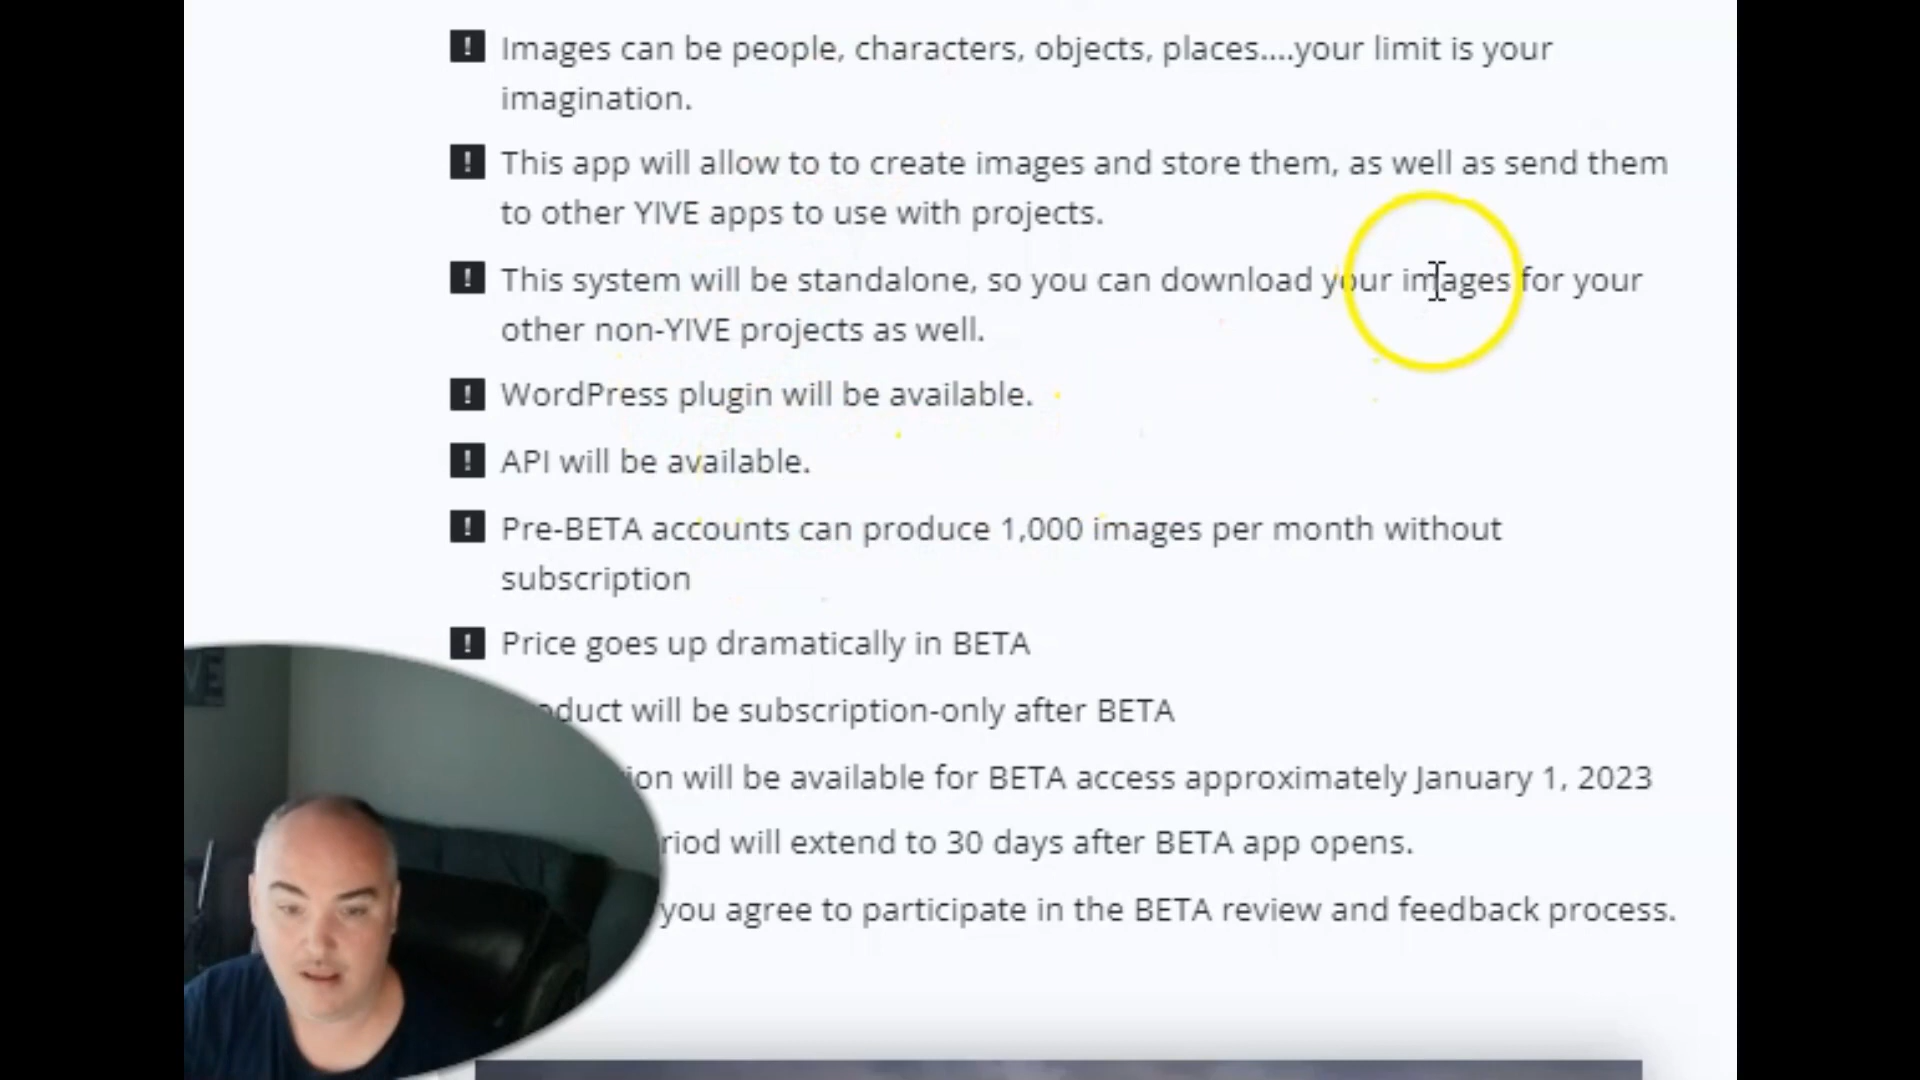 Images can be people, characters, objects, places....your limit is your
imagination.
This app will allow to to create images and store them, as well as send them
to other YIVE apps to use with projects.
This system will be standalone, so you can download your images for your
other non-YIVE projects as well.
WordPress plugin will be available.
API will be available.
Pre-BETA accounts can produce 1,000 images per month without
subscription
Price goes up dramatically in BETA
will be subscription-only after BETA
will be available for BETA access approximately January 1, 2023
will extend to 30 days after BETA app opens.
you agree to participate in the BETA review and feedback process.